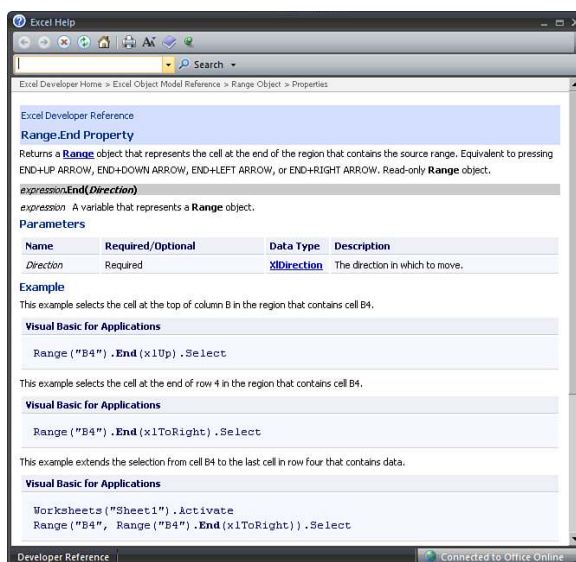 Excel Help
Search
Excel Developer Home > Excel Object Model Reference > Range Object > Properties
Excel Developer Reference
Range.End Property
Returns a Range object that represents the cell at the end of the region that contains the source range. Equivalent to pressing
END+UP ARROW, END+DOWN ARROW, END+LEFT ARROW, or END+RIGHT ARROW. Read-only Range object.
expression.End(Direction)
expression A variable that represents a Range object.
Parameters
Name Required/Optional Data Type Description
Direction Required XlDirection The direction in which to move.
Example
This example selects the cell at the top of column B in the region that contains cell B4.
Visual Basic for Applications
Range("B4").End(xlUp).Select
This example selects the cell at the end of row 4 in the region that contains cell B4.
Visual Basic for Applications
Range("B4").End(xlToRight).Select
This example extends the selection from cell B4 to the last cell in row four that contains data.
Visual Basic for Applications
Worksheets("Sheet1").Activate
Range("B4", Range("B4").End(xlToRight)).Select
Developer Reference Connected to Office Online